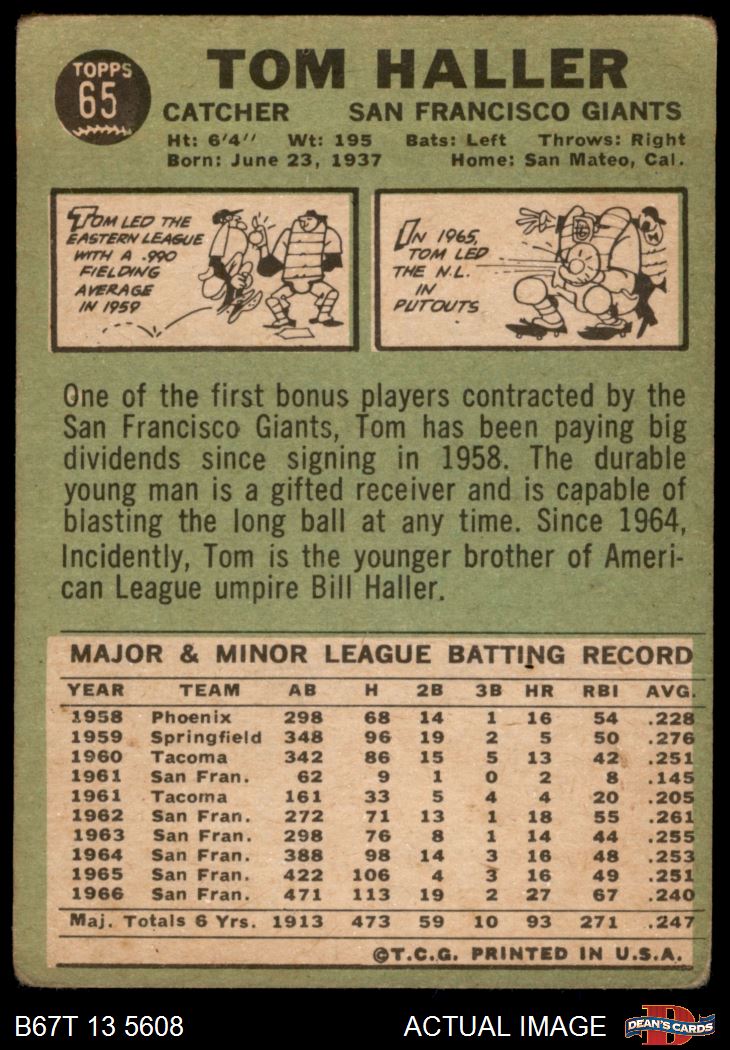 TOPPS
65
TOM HALLER
CATCHER SAN FRANCISCO GIANTS
Ht: 6'4" Wt: 195 Bats: Left Throws: Right
Born: June 23, 1937 Home: San Mateo, Cal.
TOM LED THE
EASTERN LEAGUE
WITH A .990
FIELDING
AVERAGE
IN 1959
IN 1965,
TOM LED
THE N.L.
IN
PUTOUTS
One of the first bonus players contracted by the
San Francisco Giants, Tom has been paying big
dividends since signing in 1958. The durable
young man is a gifted receiver and is capable of
blasting the long ball at any time. Since 1964,
Incidently, Tom is the younger brother of Ameri-
can League umpire Bill Haller.
MAJOR & MINOR LEAGUE BATTING RECORD
YEAR TEAM AB H 2B 3B HR RBI AVG.
1958 Phoenix 298 68 14 1 16 54 .228
1959 Springfield 348 96 19 2 5 50 .276
1960 Tacoma 342 86 15 5 13 42 .251
1961 San Fran. 62 9 1 0 2 8 .145
1961 Tacoma 161 33 5 4 4 20 .205
1962 San Fran. 272 71 13 1 18 55 .261
1963 San Fran. 298 76 8 1 14 44 .255
1964 San Fran. 388 98 14 3 16 48 .253
1965 San Fran. 422 106 4 3 16 49 .251
1966 San Fran. 471 113 19 2 27 67 .240
Maj. Totals 6 Yrs. 1913 473 59 10 93 271 .247
©T.C.G. PRINTED IN U.S.A.
B67T 13 5608 ACTUAL IMAGE
D
DEAN'S CARDS